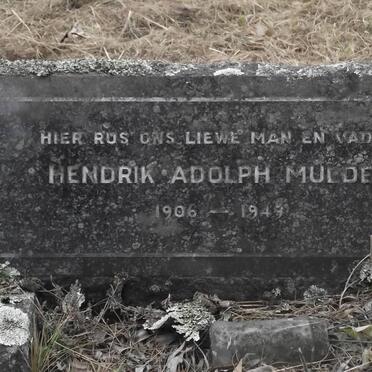 HIER RUS ONS LIEWE MAN EN VAD
HENDRIK ADOLPH MULDE
1906 — 1949